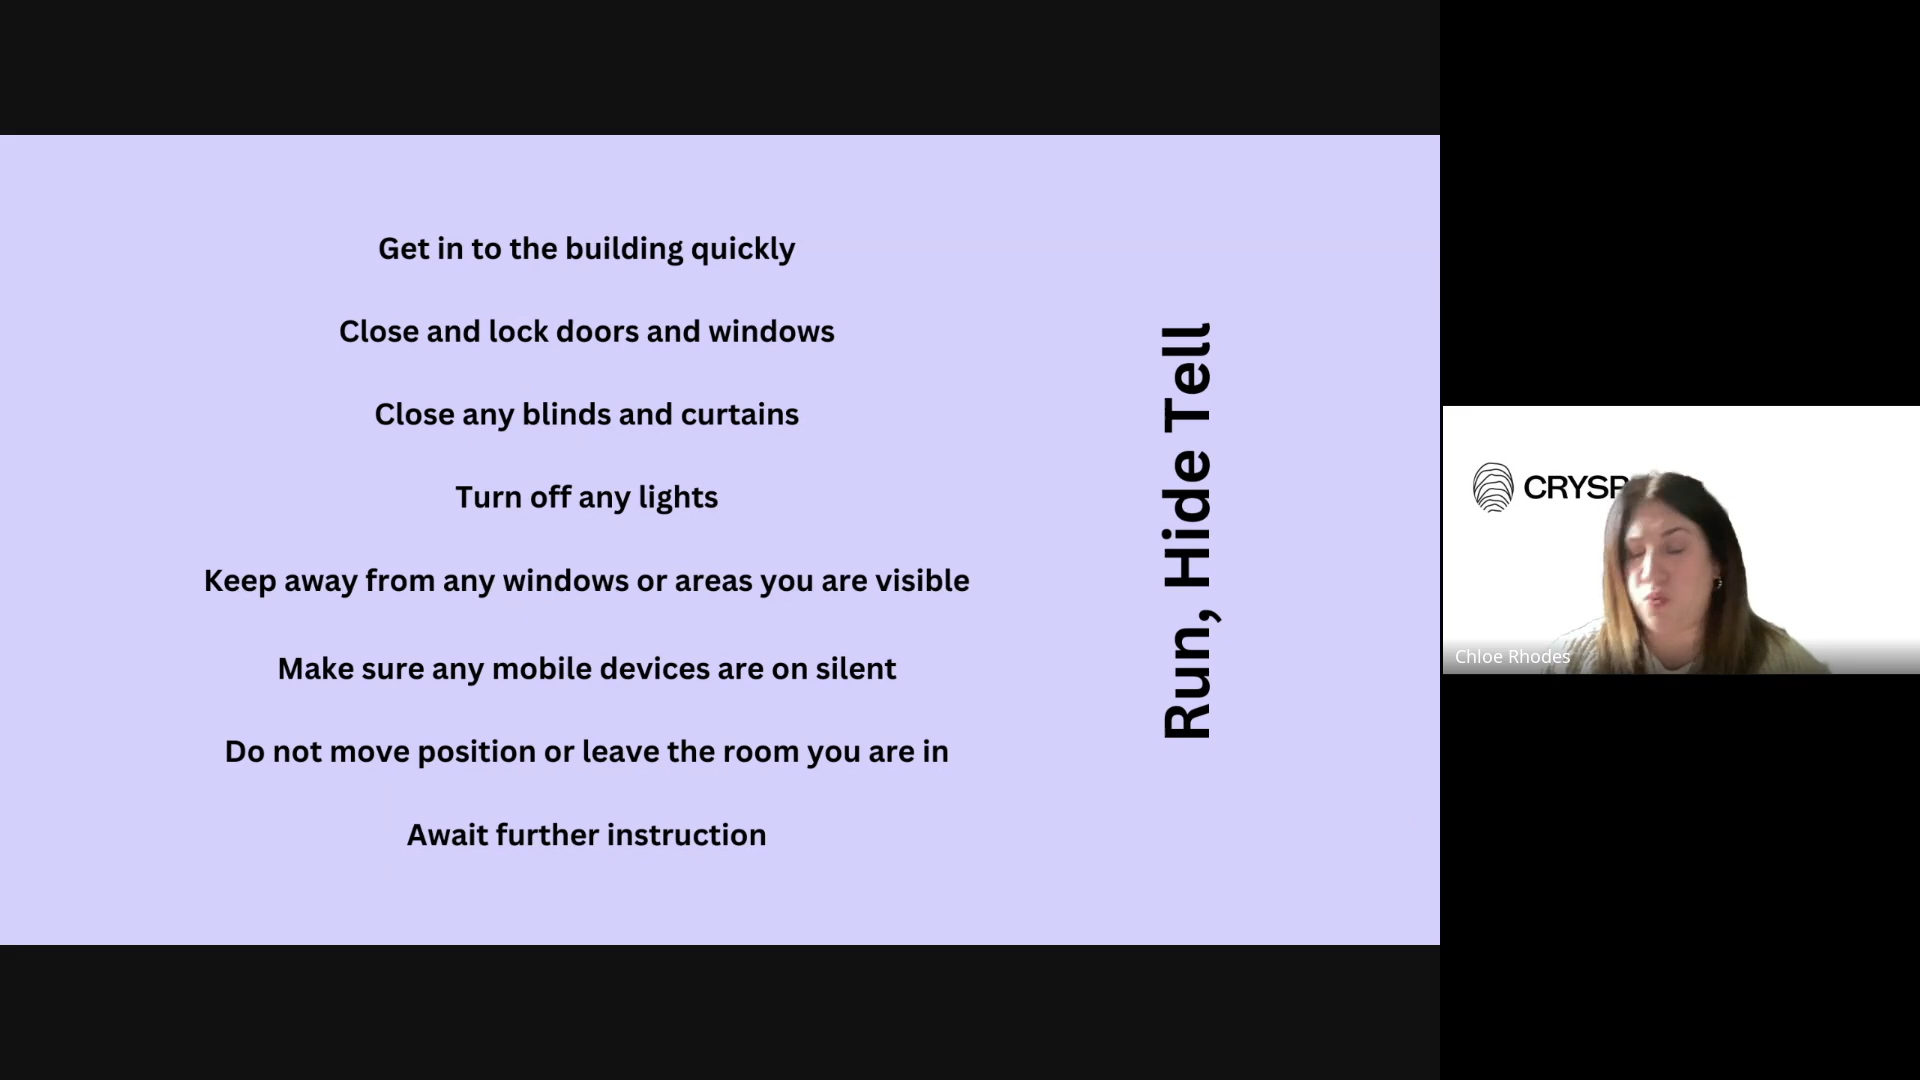 Get in to the building quickly
Close and lock doors and windows
Close any blinds and curtains
Turn off any lights
Keep away from any windows or areas you are visible
Make sure any mobile devices are on silent
Do not move position or leave the room you are in
Await further instruction
Run, Hide Tell
Chloe Rhodes